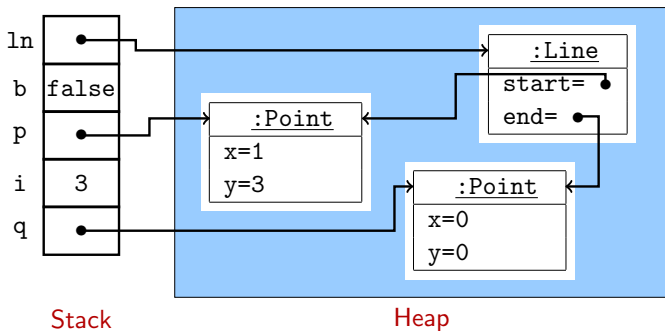 ln
b false
p
i 3
q
:Line
start=
end=
:Point
x=1
y=3
:Point
x=0
y=0
Stack
Heap